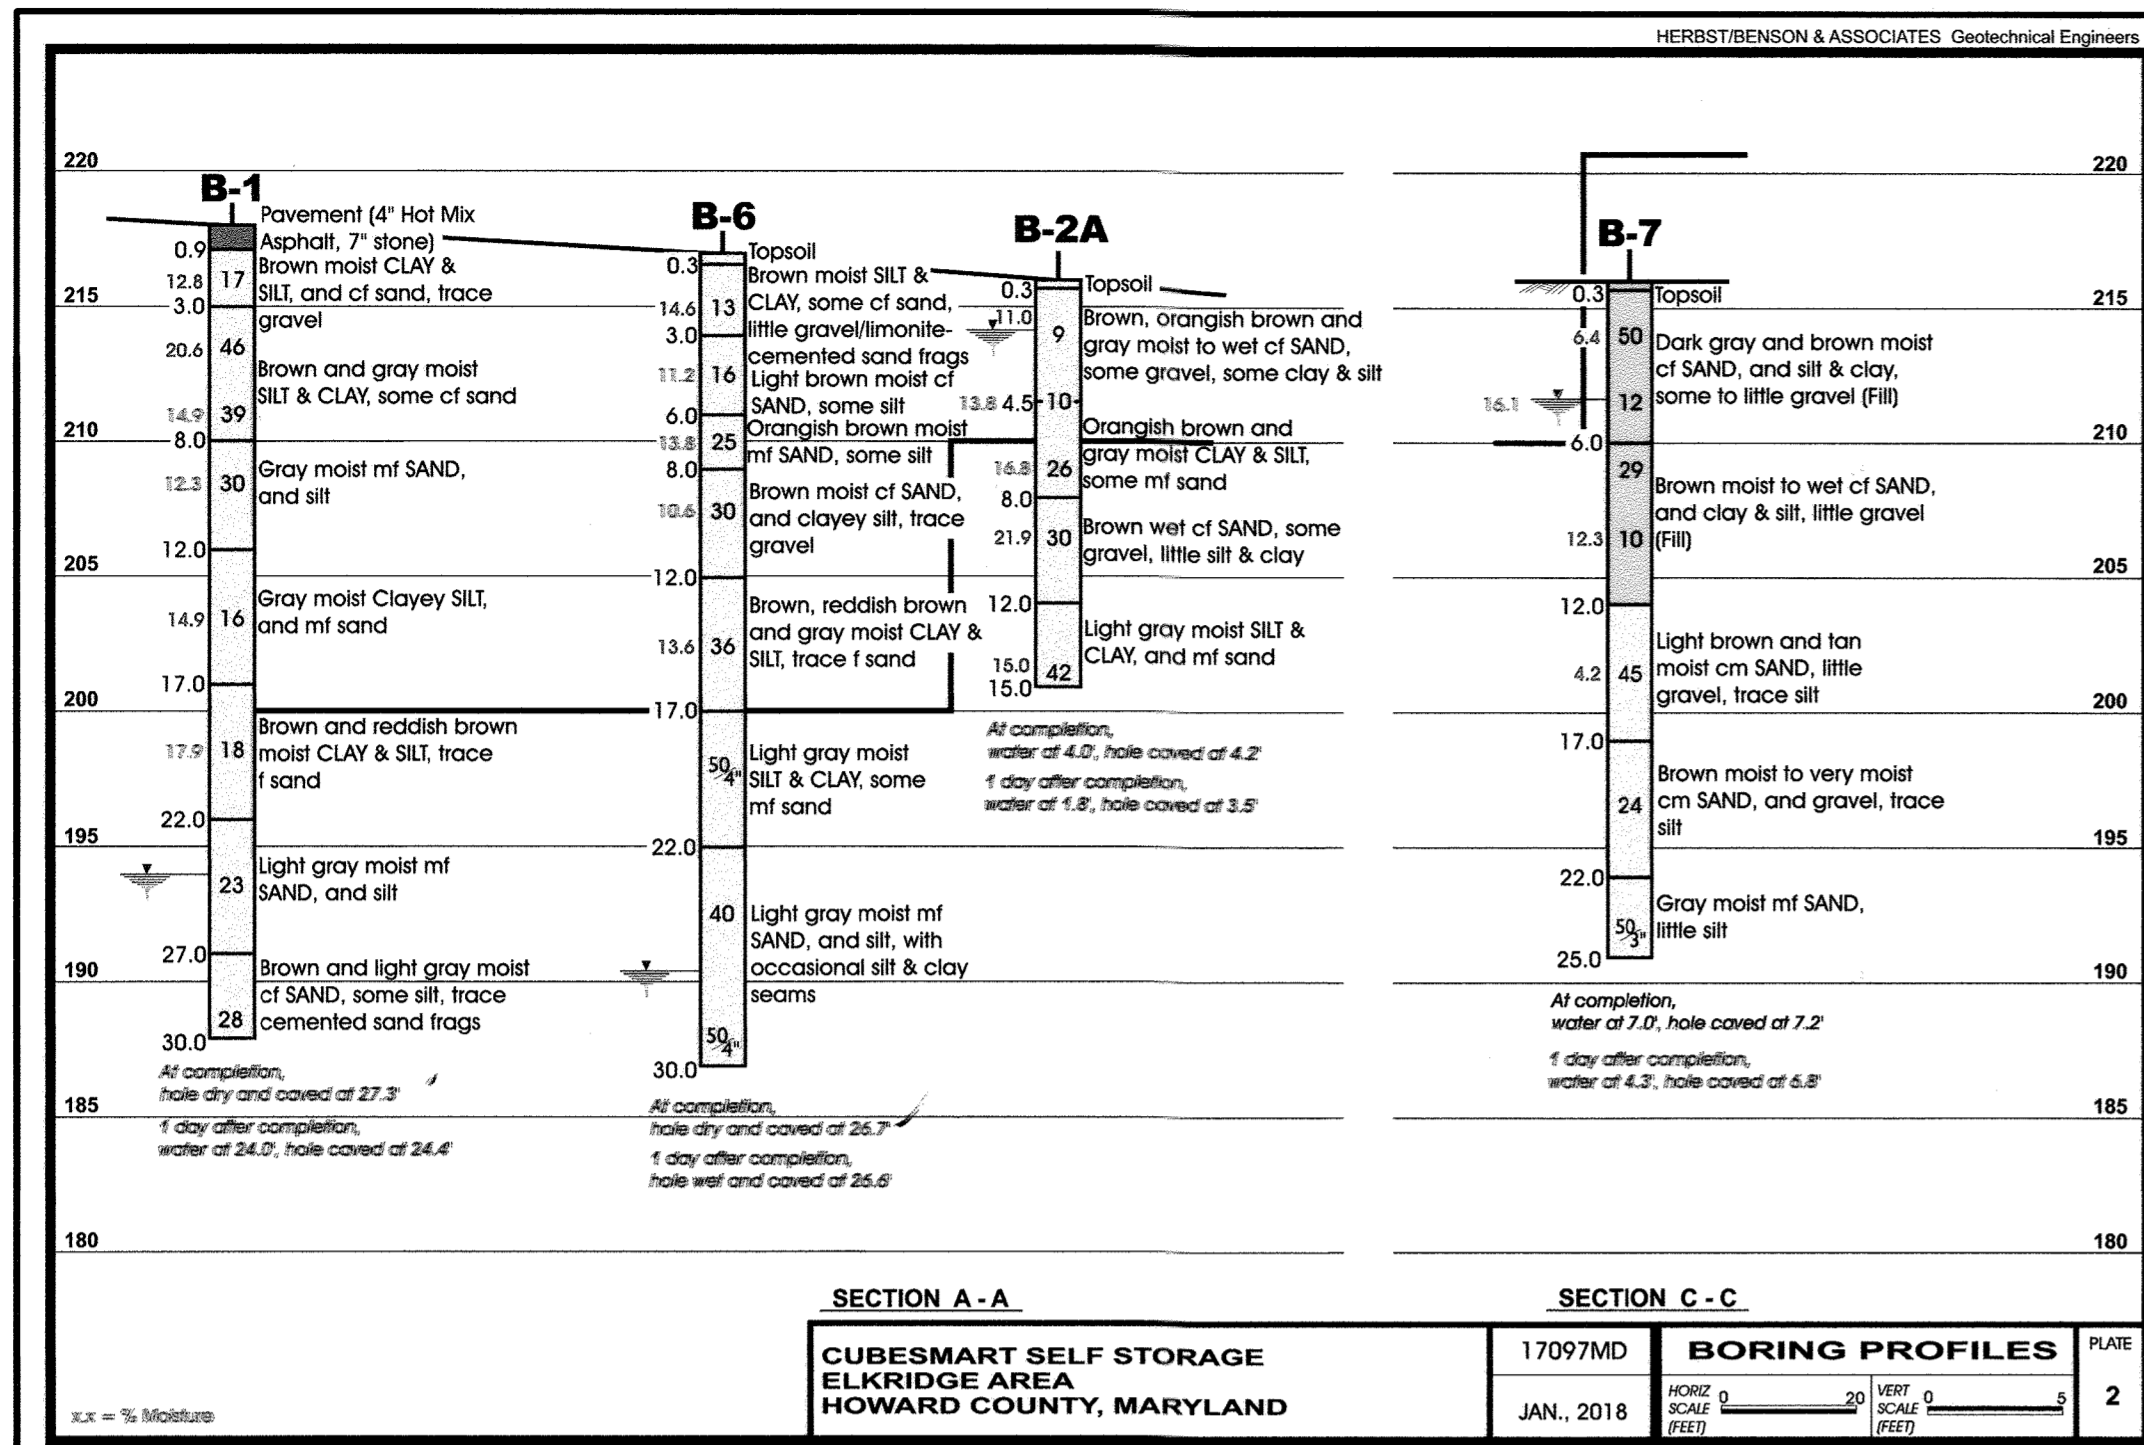 HERBST/BENSON & ASSOCIATES Geotechnical Engineers
220
215
210
205
200
195
190
185
180
B-1
Pavement (4" Hot Mix
Asphalt, 7" stone)
0.9
Brown moist CLAY &
SILT, and cf sand, trace
gravel
12.8
17
3.0
20.6
46
Brown and gray moist
SILT & CLAY, some cf sand
14.9
39
8.0
Gray moist mf SAND,
and silt
12.3
30
12.0
Gray moist Clayey SILT,
and mf sand
14.9
16
17.0
Brown and reddish brown
moist CLAY & SILT, trace
f sand
17.9
18
22.0
Light gray moist mf
SAND, and silt
23
27.0
Brown and light gray moist
cf SAND, some silt, trace
cemented sand frags
28
30.0
At completion,
hole dry and caved at 27.3'
1 day after completion,
water at 24.0', hole caved at 24.4'
B-6
Topsoil
0.3
Brown moist SILT &
CLAY, some cf sand,
little gravel/limonite-
cemented sand frags
14.6
13
3.0
Light brown moist cf
SAND, some silt
11.2
16
6.0
Orangish brown moist
mf SAND, some silt
13.8
25
8.0
Brown moist cf SAND,
and clayey silt, trace
gravel
10.6
30
12.0
Brown, reddish brown
and gray moist CLAY &
SILT, trace f sand
13.6
36
17.0
Light gray moist
SILT & CLAY, some
mf sand
50/4"
22.0
40
Light gray moist mf
SAND, and silt, with
occasional silt & clay
seams
50/4"
30.0
At completion,
hole dry and caved at 26.7'
1 day after completion,
hole wet and caved at 26.6'
B-2A
Topsoil
0.3
11.0
9
Brown, orangish brown and
gray moist to wet cf SAND,
some gravel, some clay & silt
13.8
4.5
10
Orangish brown and
gray moist CLAY & SILT,
some mf sand
16.8
26
8.0
Brown wet cf SAND, some
gravel, little silt & clay
21.9
30
12.0
Light gray moist SILT &
CLAY, and mf sand
15.0
42
15.0
At completion,
water at 4.0', hole caved at 4.2'
1 day after completion,
water at 1.8', hole caved at 3.5'
B-7
0.3
Topsoil
6.4
50
Dark gray and brown moist
cf SAND, and silt & clay,
some to little gravel (Fill)
16.1
12
6.0
29
Brown moist to wet cf SAND,
and clay & silt, little gravel
(Fill)
12.3
10
12.0
Light brown and tan
moist cm SAND, little
gravel, trace silt
4.2
45
17.0
Brown moist to very moist
cm SAND, and gravel, trace
silt
24
22.0
Gray moist mf SAND,
little silt
50/3"
25.0
At completion,
water at 7.0', hole caved at 7.2'
1 day after completion,
water at 4.3', hole caved at 6.8'
220
215
210
205
200
195
190
185
180
SECTION A - A
SECTION C - C
x.x = % Moisture
CUBESMART SELF STORAGE
ELKRIDGE AREA
HOWARD COUNTY, MARYLAND
17097MD
JAN., 2018
BORING PROFILES
HORIZ SCALE (FEET) 0 20
VERT SCALE (FEET) 0 5
PLATE
2